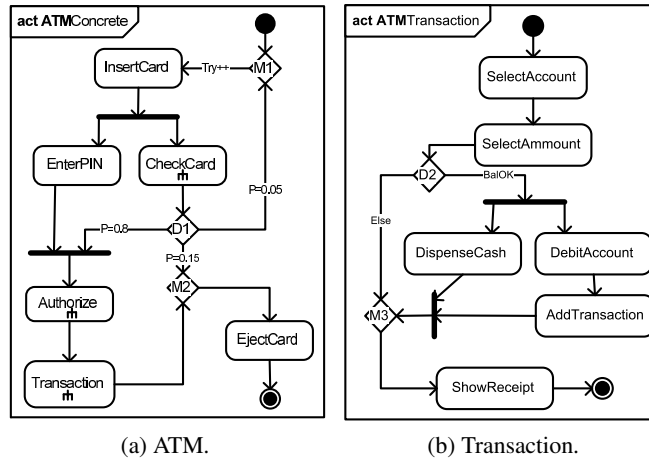 act ATMConcrete
InsertCard
Try++
M1
EnterPIN
CheckCard
P=0.05
P=0.8
D1
P=0.15
Authorize
M2
EjectCard
Transaction
(a) ATM.
act ATMTransaction
SelectAccount
SelectAmmount
D2
BalOK
Else
DispenseCash
DebitAccount
M3
AddTransaction
ShowReceipt
(b) Transaction.